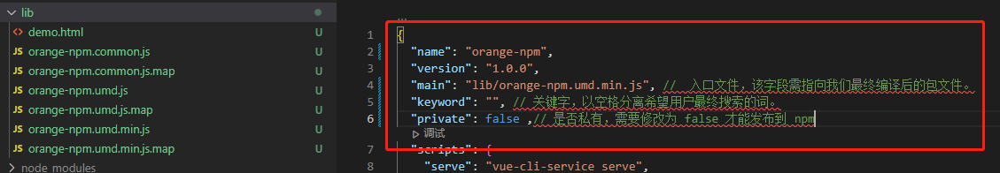 lib
demo.html U
JS orange-npm.common.js U
orange-npm.common.js.map U
JS orange-npm.umd.js U
orange-npm.umd.js.map U
JS orange-npm.umd.min.js U
orange-npm.umd.min.js.map U
node_modules
...
1 {
2 "name": "orange-npm",
3 "version": "1.0.0",
4 "main": "lib/orange-npm.umd.min.js", //  入口文件，该字段需指向我们最终编译后的包文件。
5 "keyword": "", // 关键字，以空格分离希望用户最终搜索的词。
6 "private": false ,// 是否私有，需要修改为 false 才能发布到 npm
调试
7 "scripts": {
8 "serve": "vue-cli-service serve",